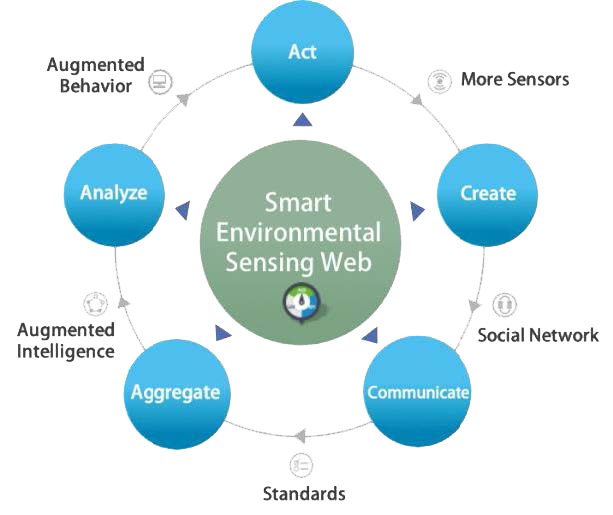 Act
Augmented
Behavior
More Sensors
Analyze
Create
Smart
Environmental
Sensing Web
Augmented
Intelligence
Social Network
Aggregate
Communicate
Standards